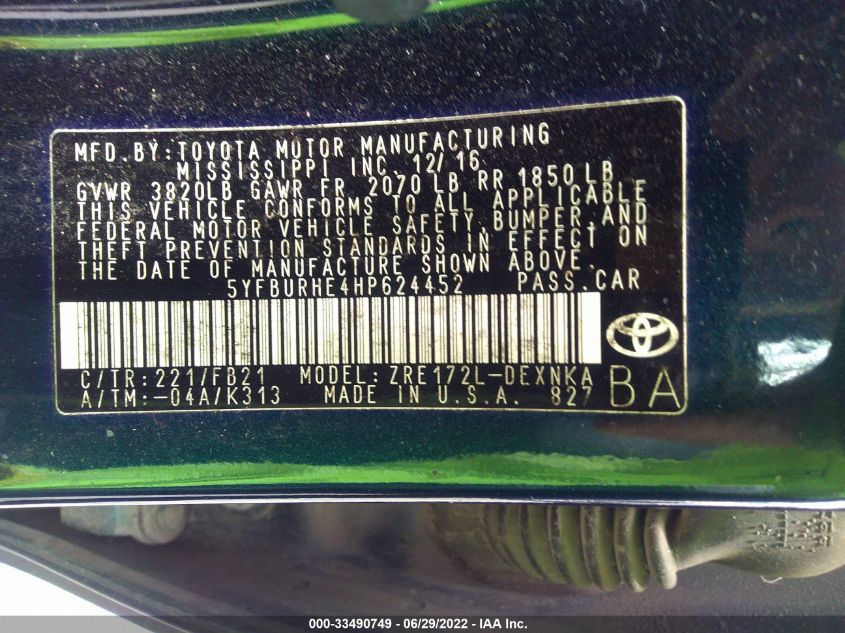 MFD.BY:TOYOTA MOTOR MANUFACTURING
MISSISSIPPI INC. 12/16
GVWR 3820LB GAWR FR 2070LB RR 1850LB
THIS VEHICLE CONFORMS TO ALL APPLICABLE
FEDERAL MOTOR VEHICLE SAFETY,BUMPER,AND
THEFT PREVENTION STANDARDS IN EFFECT ON
THE DATE OF MANUFACTURE SHOWN ABOVE.
5YFBURHE4HP624452 PASS.CAR
C/TR:221/FB21 MODEL:ZRE172L-DEXNKA
A/TM:-04A/K313 MADE IN U.S.A. 827 BA
000-33490749 - 06/29/2022 - IAA Inc.